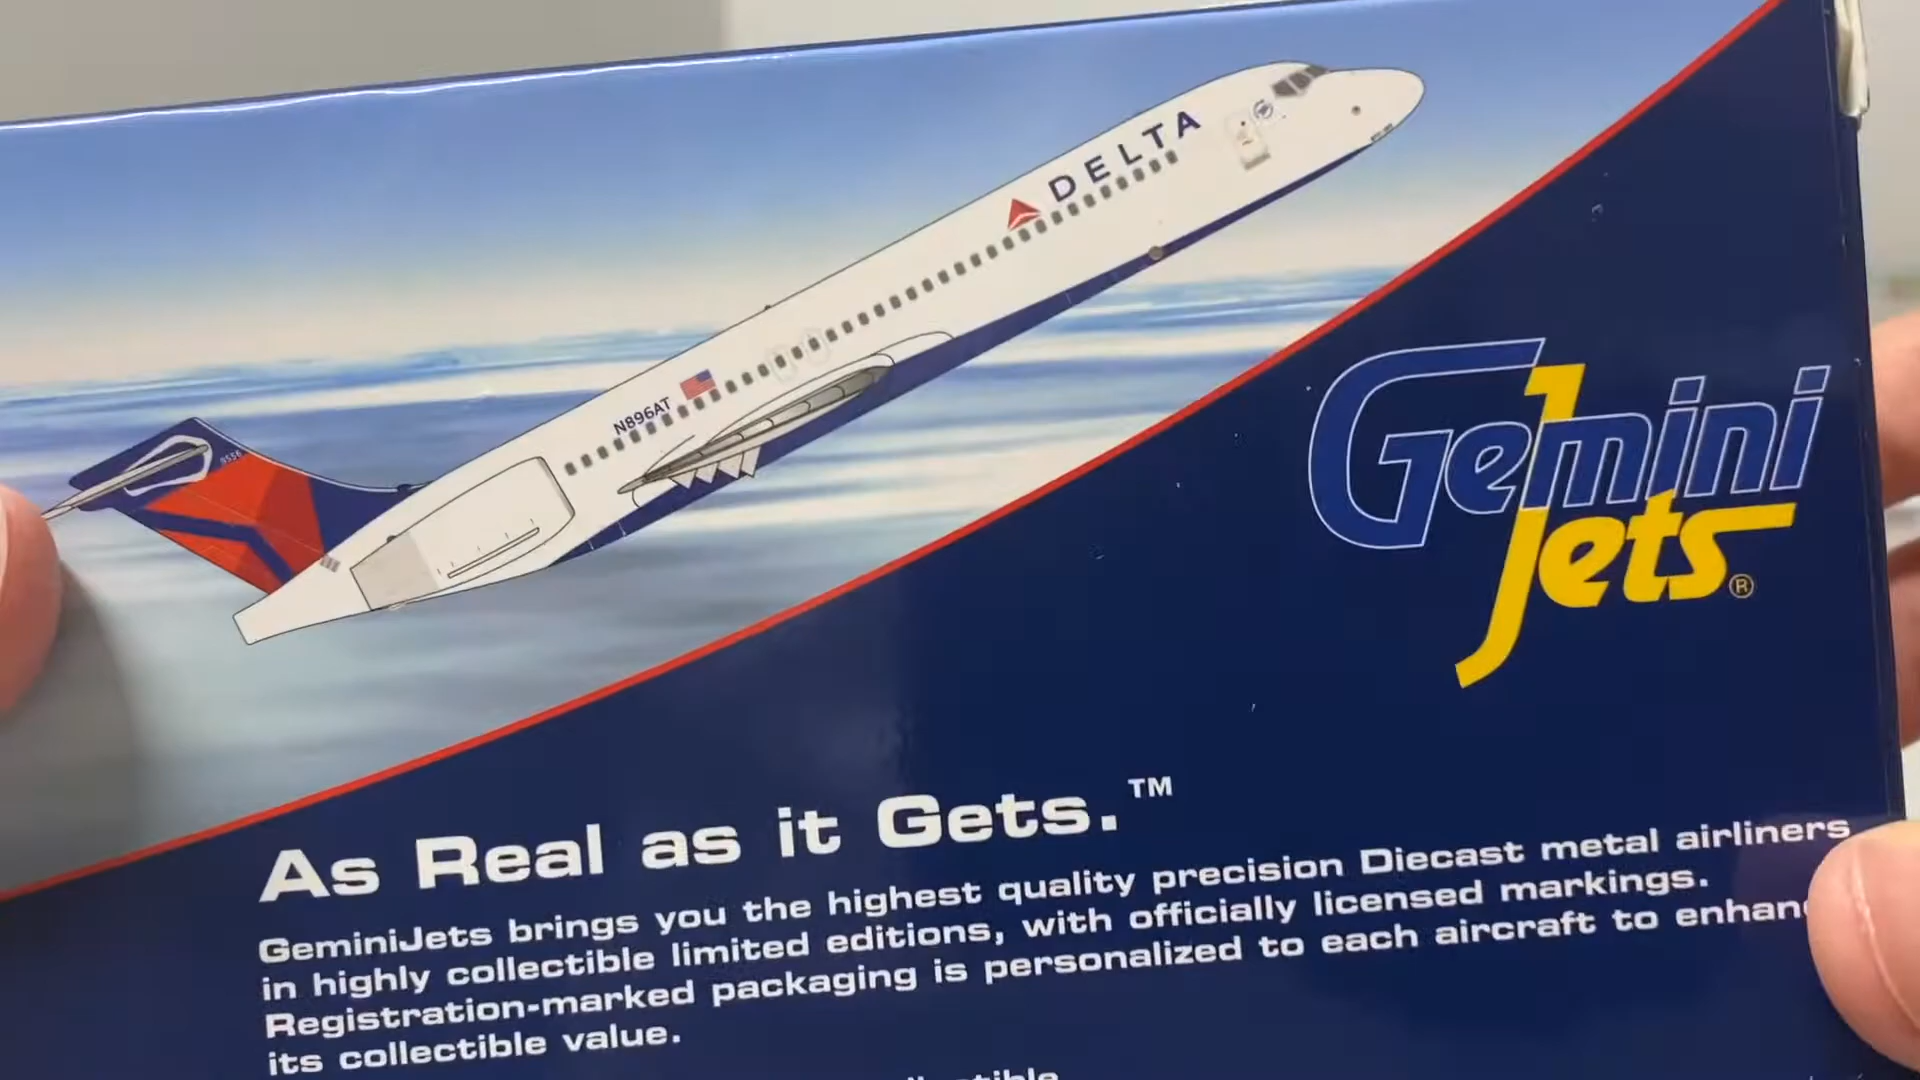 DELTA
N896AT
9556
Gemini
Jets®
As Real as it Gets.™
GeminiJets brings you the highest quality precision Diecast metal airliners
in highly collectible limited editions, with officially licensed markings.
Registration-marked packaging is personalized to each aircraft to
its collectible value.